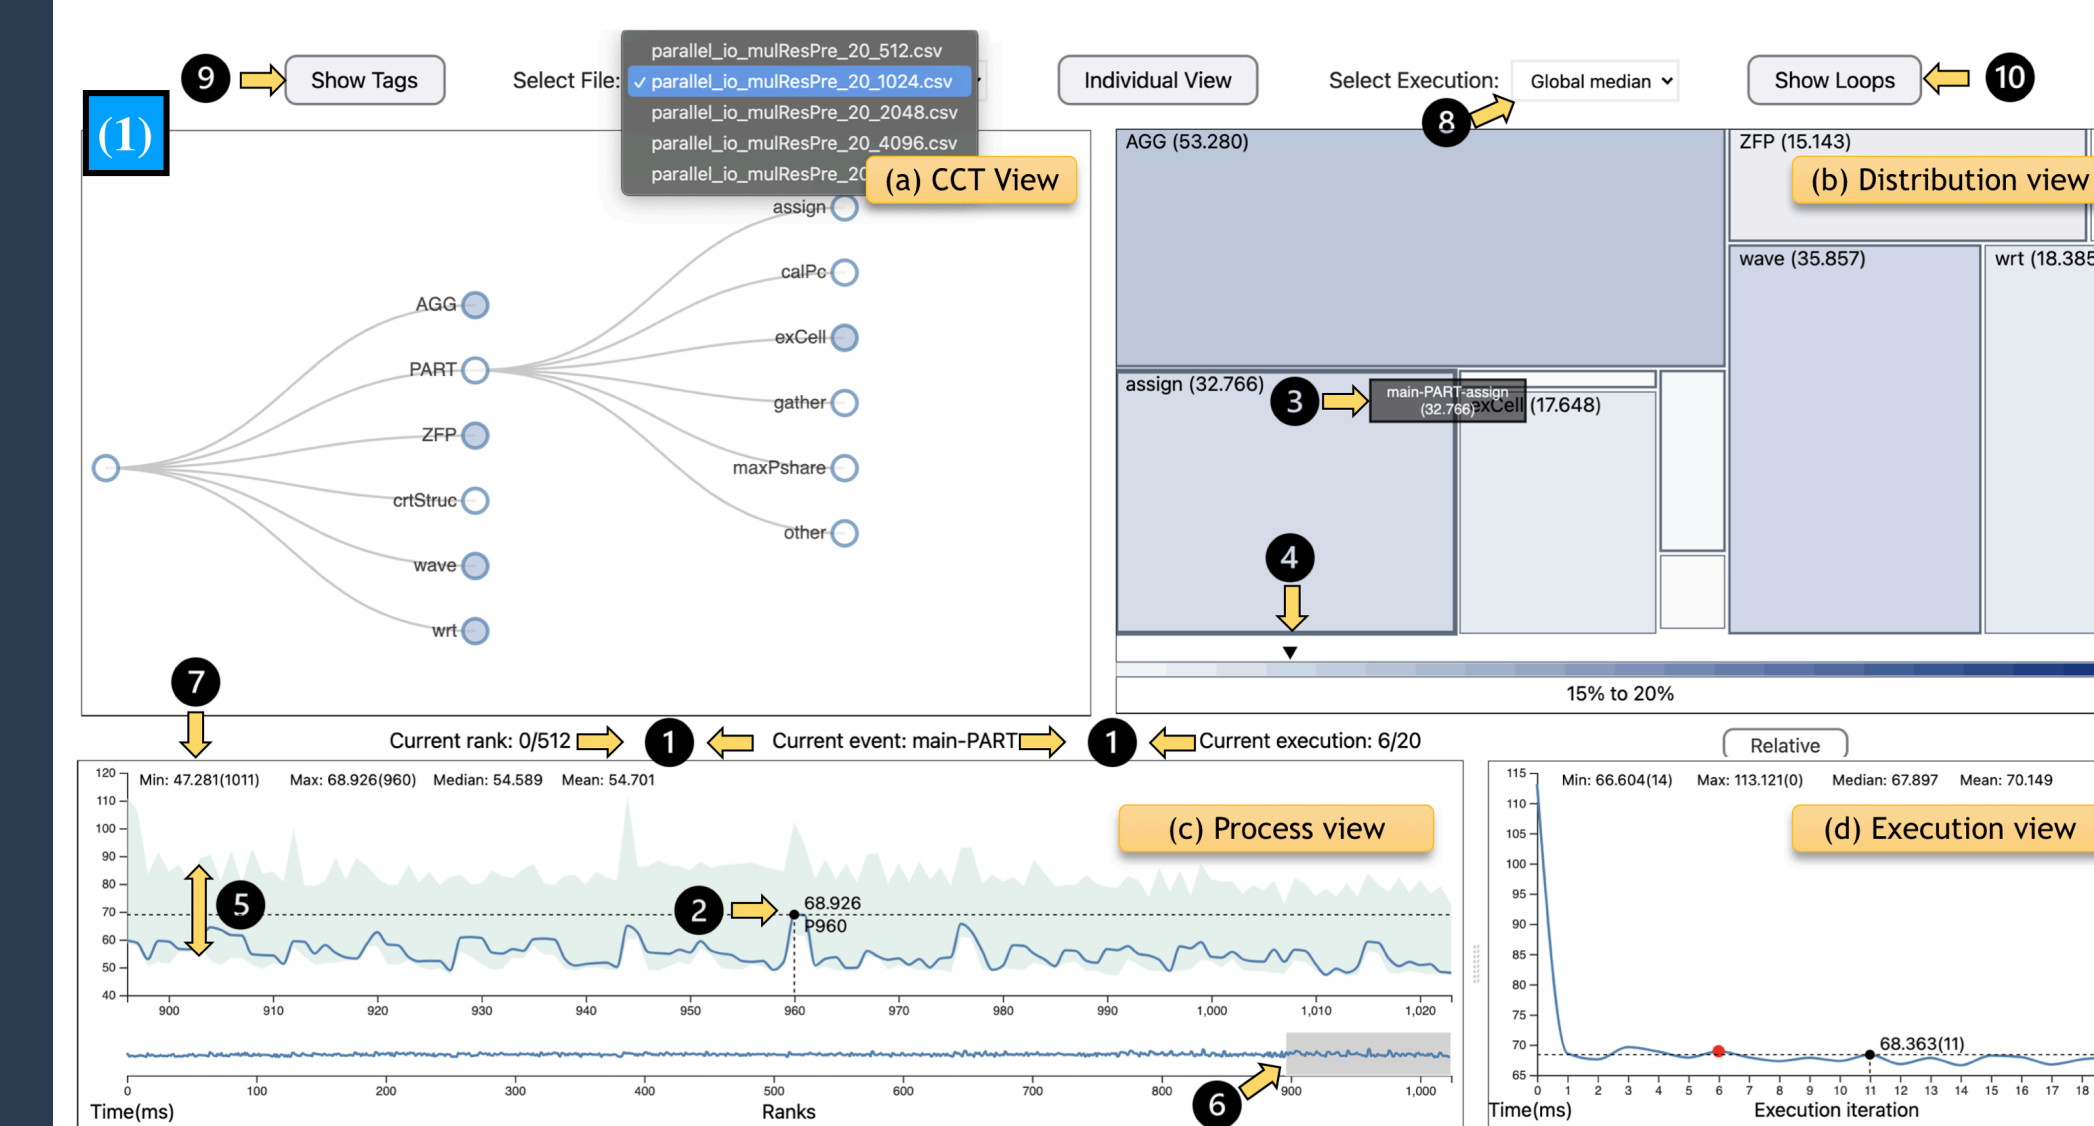 parallel_io_mulResPre_20_512.csv
9
Show Tags
Select File:
✓ parallel_io_mulResPre_20_1024.csv
Individual View
Select Execution:
Global median
Show Loops
10
parallel_io_mulResPre_20_2048.csv
8
(1)
parallel_io_mulResPre_20_4096.csv
parallel_io_mulResPre_20
(a) CCT View
AGG (53.280)
ZFP (15.143)
(b) Distribution view
assign
calPc
AGG
exCell
PART
gather
ZFP
maxPshare
crtStruc
other
wave
wrt
wave (35.857)
wrt (18.385
assign (32.766)
3
main-PART-assign
(32.766)
exCell (17.648)
4
15% to 20%
7
Current rank: 0/512
1
Current event: main-PART
1
Current execution: 6/20
Relative
Min: 47.281(1011) Max: 68.926(960) Median: 54.589 Mean: 54.701
(c) Process view
120
110
100
90
80
70
60
50
40
5
2
68.926
P960
900 910 920 930 940 950 960 970 980 990 1,000 1,010 1,020
0 100 200 300 400 500 600 700 800 900 1,000
6
Time(ms)
Ranks
Min: 66.604(14) Max: 113.121(0) Median: 67.897 Mean: 70.149
(d) Execution view
115
110
105
100
95
90
85
80
75
70
65
68.363(11)
0 1 2 3 4 5 6 7 8 9 10 11 12 13 14 15 16 17 18
Time(ms)
Execution iteration